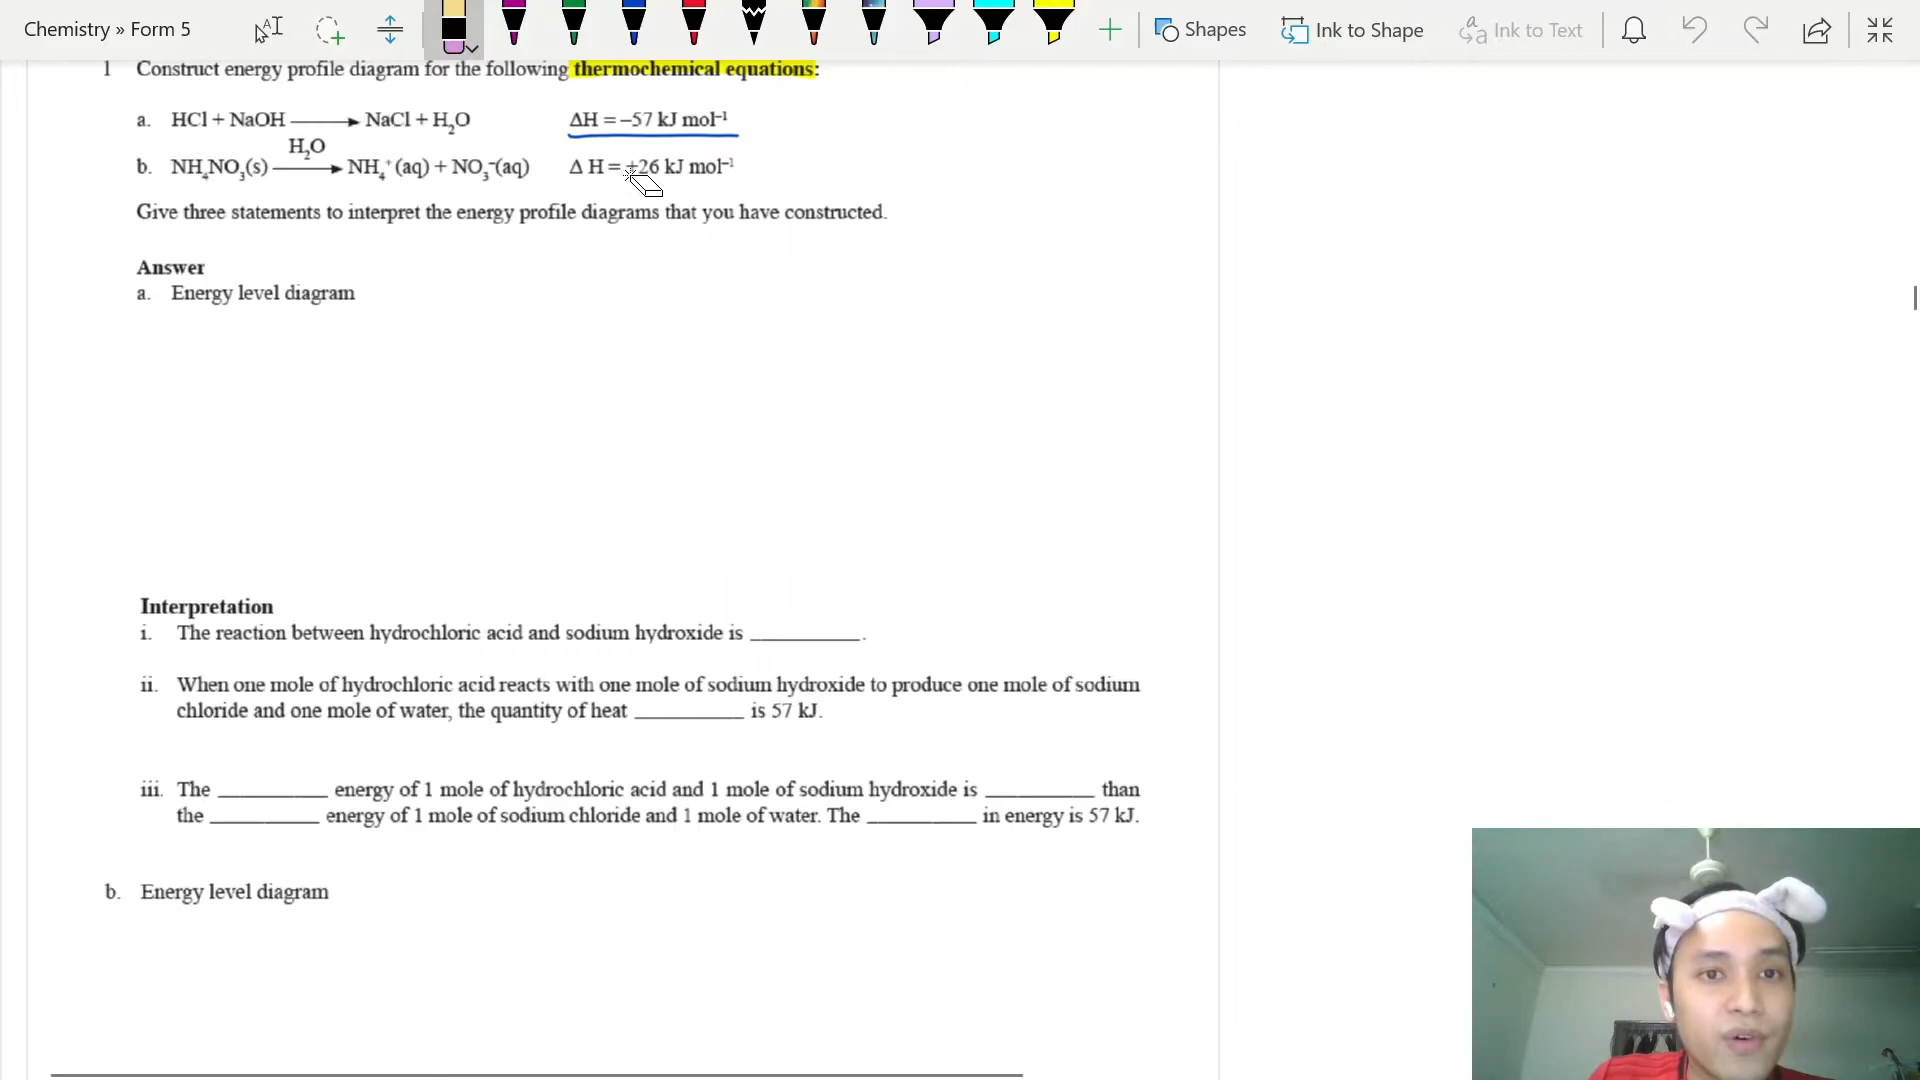 Chemistry » Form 5
Shapes
Ink to Shape
Ink to Text
1 Construct energy profile diagram for the following thermochemical equations:
a. HCl + NaOH ⟶ NaCl + H₂O ΔH = –57 kJ mol⁻¹
H₂O
b. NH₄NO₃(s) ⟶ NH₄⁺(aq) + NO₃⁻(aq) Δ H = +26 kJ mol⁻¹
Give three statements to interpret the energy profile diagrams that you have constructed.
Answer
a. Energy level diagram
Interpretation
i. The reaction between hydrochloric acid and sodium hydroxide is __________.
ii. When one mole of hydrochloric acid reacts with one mole of sodium hydroxide to produce one mole of sodium
chloride and one mole of water, the quantity of heat __________ is 57 kJ.
iii. The __________ energy of 1 mole of hydrochloric acid and 1 mole of sodium hydroxide is __________ than
the __________ energy of 1 mole of sodium chloride and 1 mole of water. The __________ in energy is 57 kJ.
b. Energy level diagram